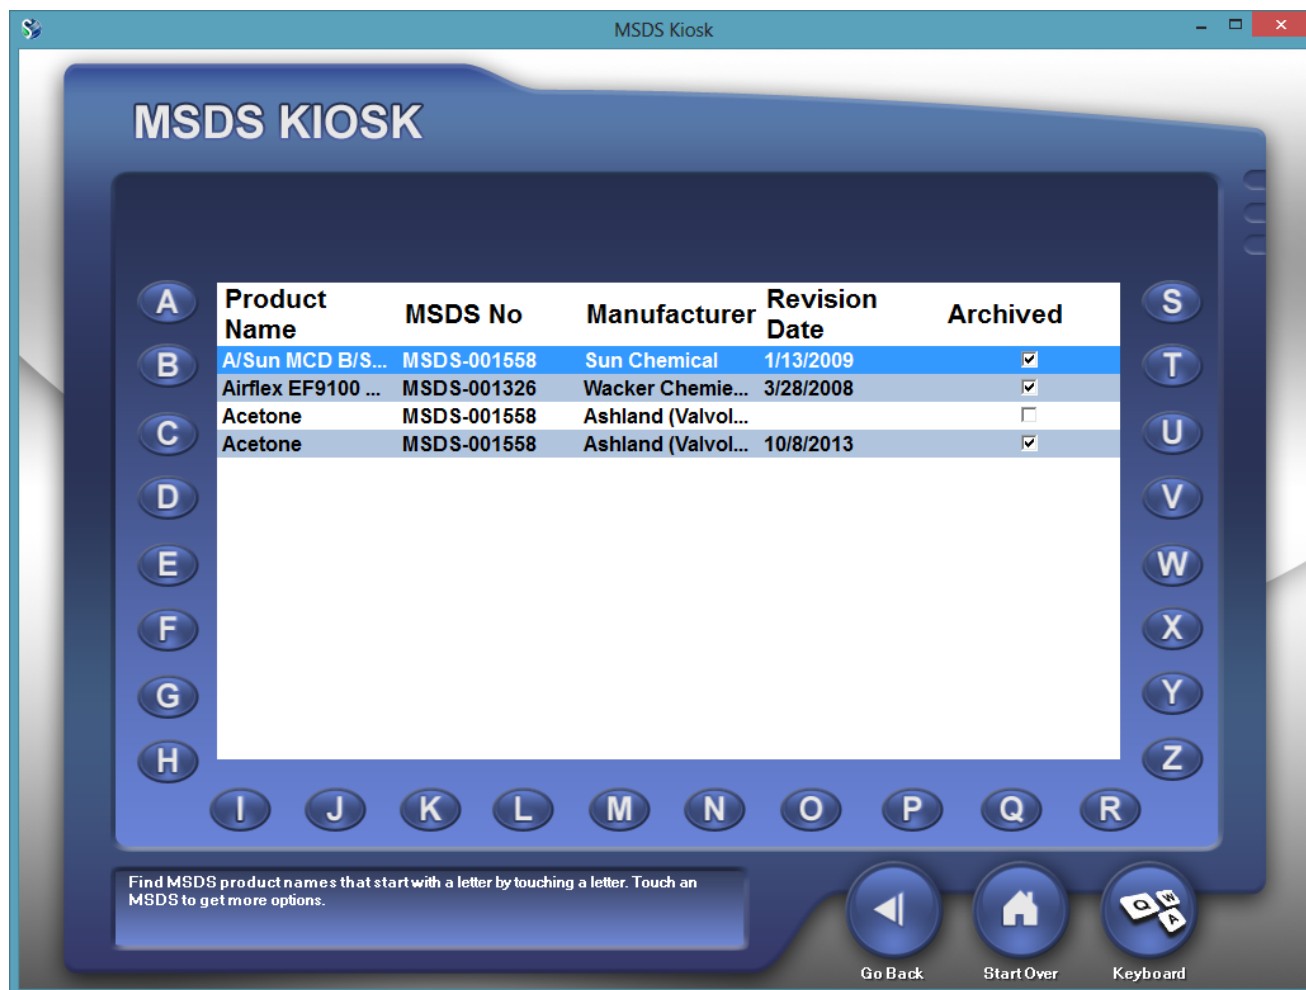 MSDS Kiosk
MSDS KIOSK
Product Name MSDS No Manufacturer Revision Date Archived
A/Sun MCD B/S... MSDS-001558 Sun Chemical 1/13/2009
Airflex EF9100 ... MSDS-001326 Wacker Chemie... 3/28/2008
Acetone MSDS-001558 Ashland (Valvol...
Acetone MSDS-001558 Ashland (Valvol... 10/8/2013
A
B
C
D
E
F
G
H
I J K L M N O P Q R
S
T
U
V
W
X
Y
Z
Find MSDS product names that start with a letter by touching a letter. Touch an
MSDS to get more options.
Q W A
Go Back Start Over Keyboard